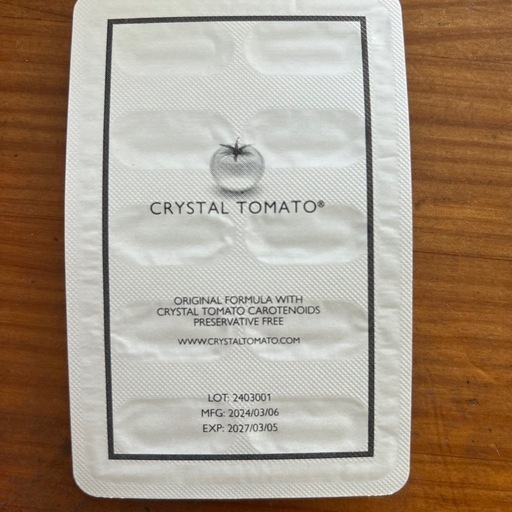 CRYSTAL TOMATO®
ORIGINAL FORMULA WITH
CRYSTAL TOMATO CAROTENOIDS
PRESERVATIVE FREE
WWW.CRYSTALTOMATO.COM
LOT: 2403001
MFG: 2024/03/06
EXP: 2027/03/05